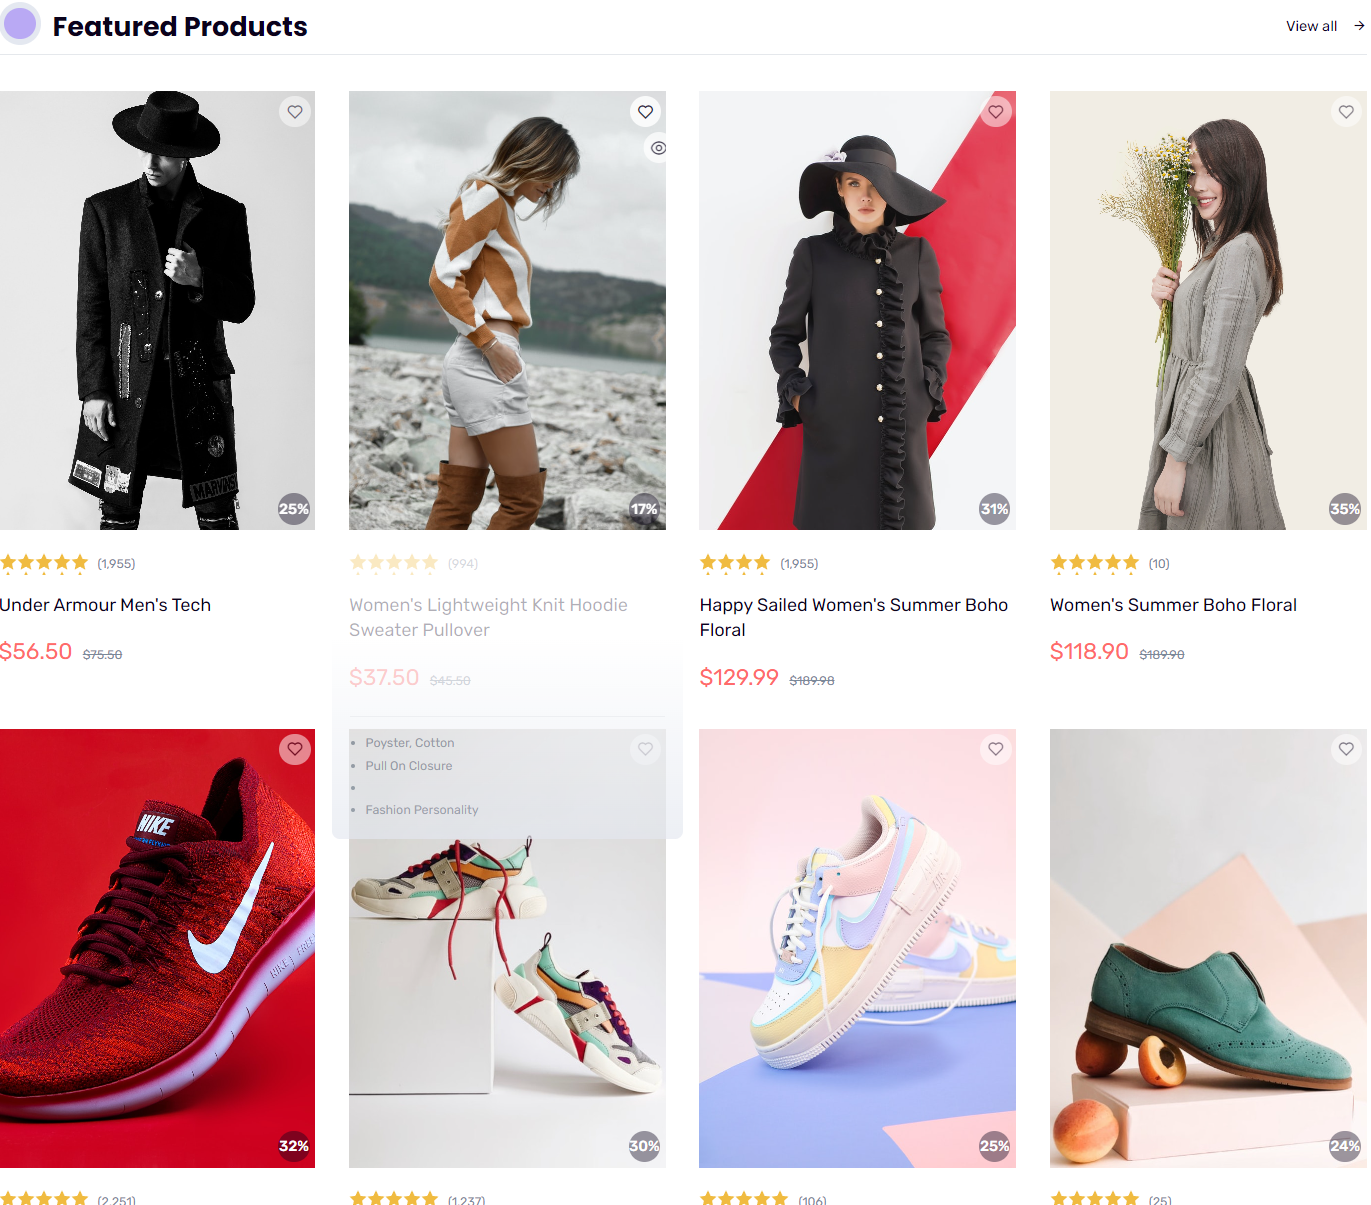 Featured Products
View all
25%
17%
31%
35%
(1,955)
(994)
(1,955)
(10)
Under Armour Men's Tech
Women's Lightweight Knit Hoodie
Sweater Pullover
Happy Sailed Women's Summer Boho
Floral
Women's Summer Boho Floral
$56.50 $75.50
$37.50 $45.50
$129.99 $189.98
$118.90 $189.90
Poyster, Cotton
Pull On Closure
Fashion Personality
NIKE
NIKE FREE
32%
30%
25%
24%
(2,251)
(1,237)
(106)
(25)